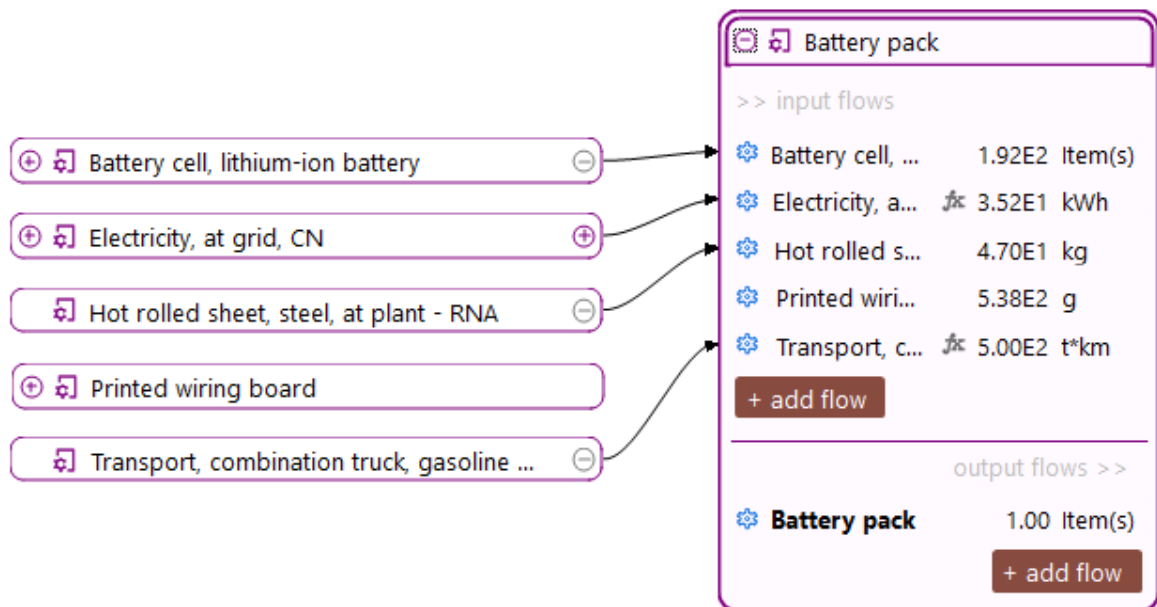 Battery pack
>> input flows
Battery cell, lithium-ion battery
Battery cell, ... 1.92E2 Item(s)
Electricity, at grid, CN
Electricity, a... fx 3.52E1 kWh
Hot rolled sheet, steel, at plant - RNA
Hot rolled s... 4.70E1 kg
Printed wiring board
Printed wiri... 5.38E2 g
Transport, combination truck, gasoline ...
Transport, c... fx 5.00E2 t*km
+ add flow
output flows >>
Battery pack 1.00 Item(s)
+ add flow